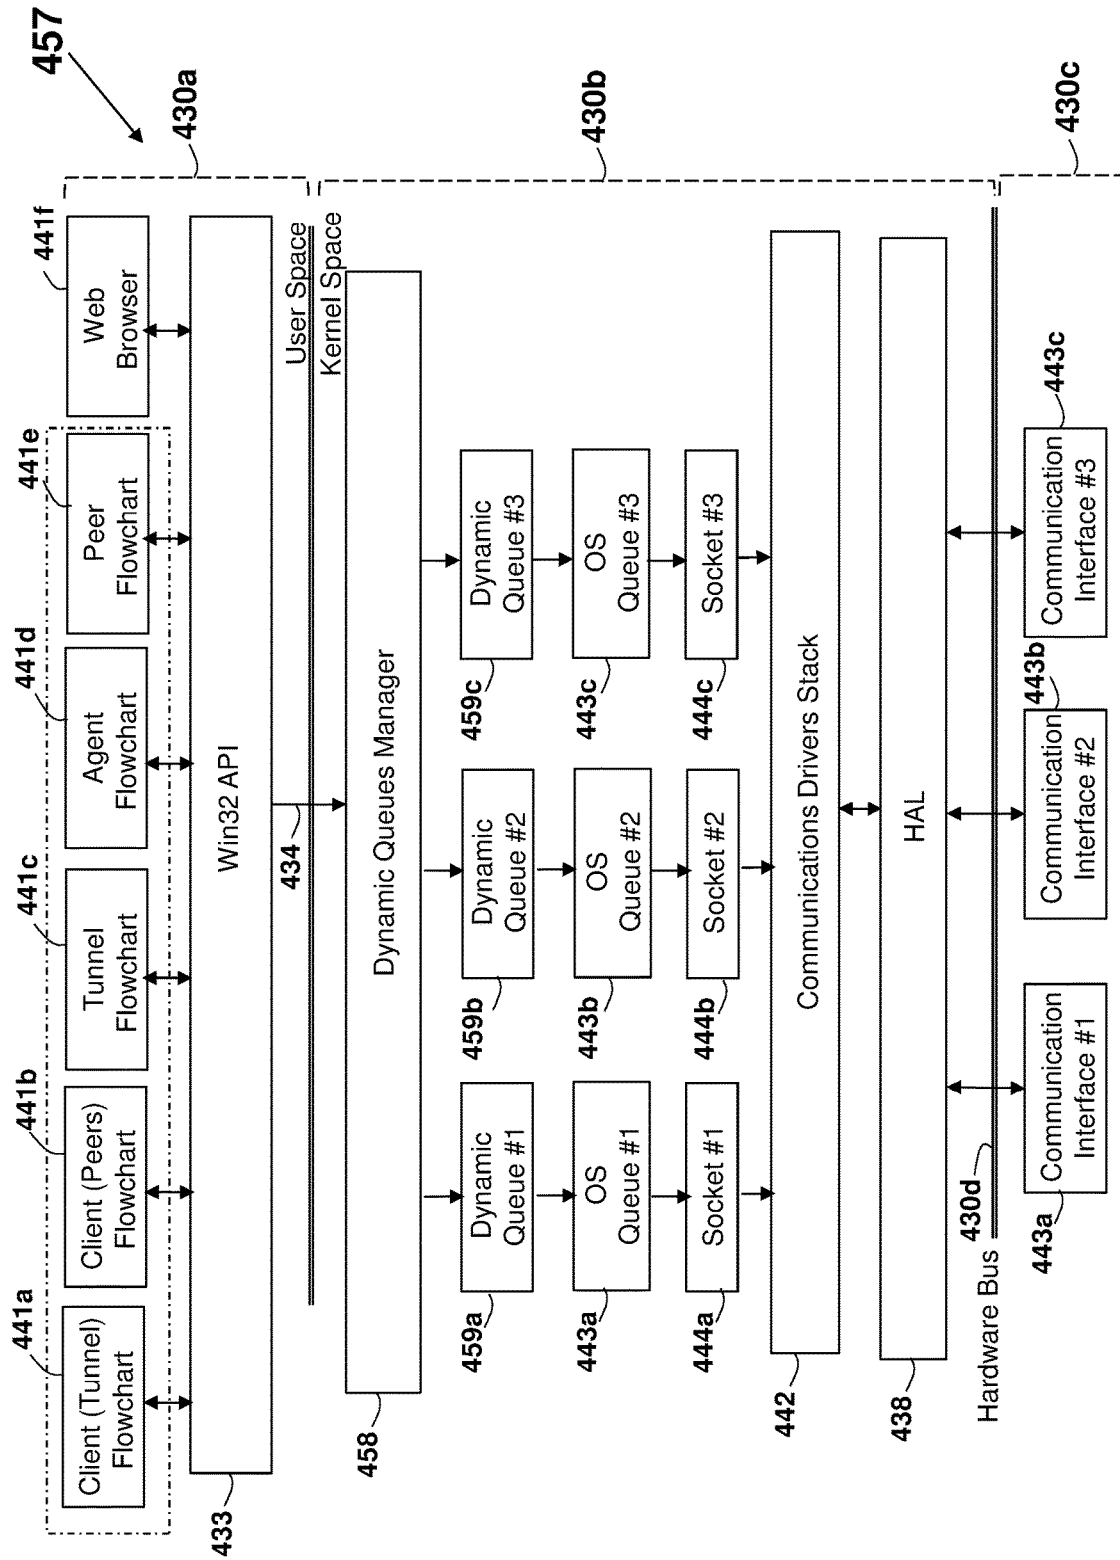 457
430a
430b
430c
441a
441b
441c
441d
441e
441f
Client (Tunnel)
Flowchart
Client (Peers)
Flowchart
Tunnel
Flowchart
Agent
Flowchart
Peer
Flowchart
Web
Browser
433
Win32 API
434
User Space
Kernel Space
458
Dynamic Queues Manager
459a
Dynamic
Queue #1
459b
Dynamic
Queue #2
459c
Dynamic
Queue #3
443a
OS
Queue #1
443b
OS
Queue #2
443c
OS
Queue #3
444a
Socket #1
444b
Socket #2
444c
Socket #3
442
Communications Drivers Stack
438
HAL
Hardware Bus
430d
443a
Communication
Interface #1
443b
Communication
Interface #2
443c
Communication
Interface #3